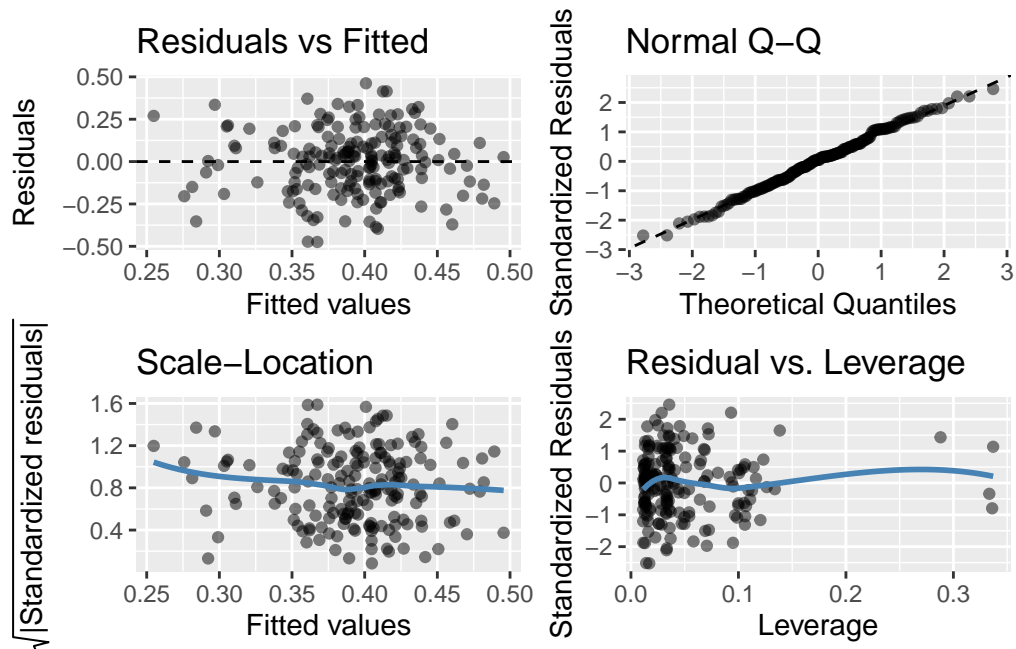 Residuals vs Fitted
Residuals
0.50
0.25
0.00
−0.25
−0.50
0.25 0.30 0.35 0.40 0.45 0.50
Fitted values
Normal Q−Q
Standardized Residuals
2
1
0
−1
−2
−3
−3 −2 −1 0 1 2 3
Theoretical Quantiles
Scale−Location
√|Standardized residuals|
1.6
1.2
0.8
0.4
0.25 0.30 0.35 0.40 0.45 0.50
Fitted values
Residual vs. Leverage
Standardized Residuals
2
1
0
−1
−2
0.0 0.1 0.2 0.3
Leverage